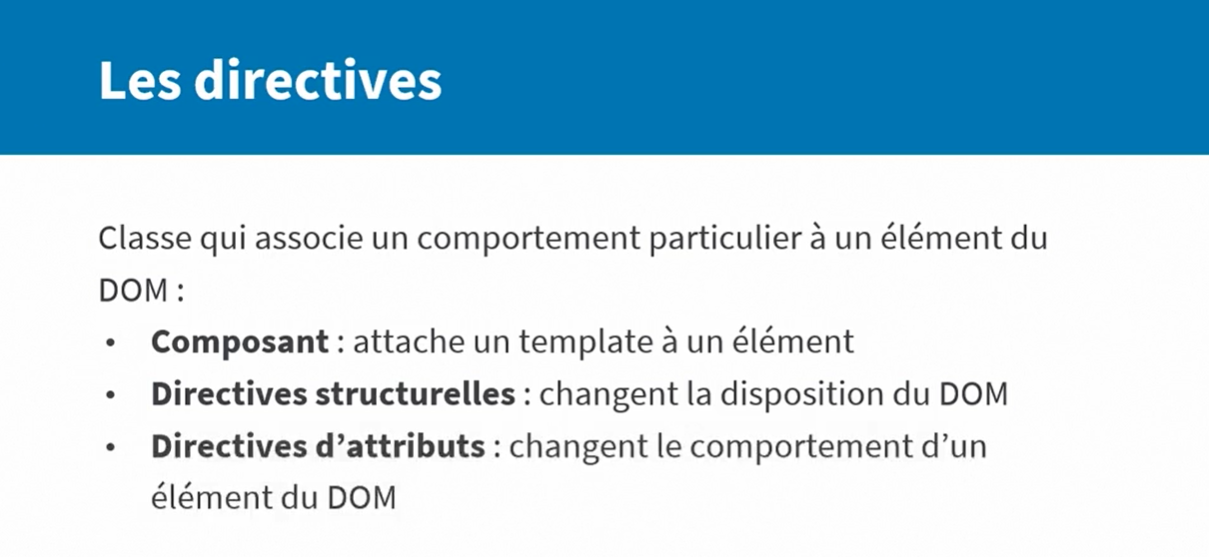 Les directives
Classe qui associe un comportement particulier à un élément du
DOM :
• Composant : attache un template à un élément
• Directives structurelles : changent la disposition du DOM
• Directives d’attributs : changent le comportement d’un
élément du DOM